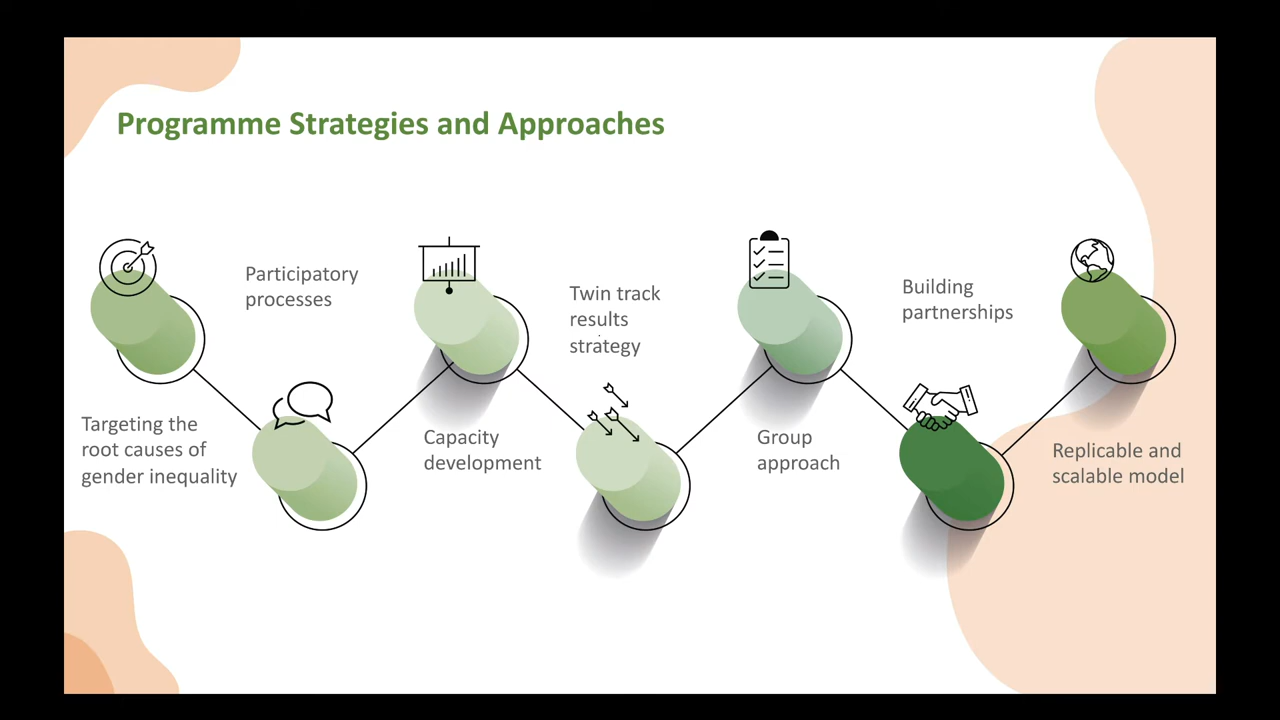 Programme Strategies and Approaches
Targeting the
root causes of
gender inequality
Participatory
processes
Capacity
development
Twin track
results
strategy
Group
approach
Building
partnerships
Replicable and
scalable model